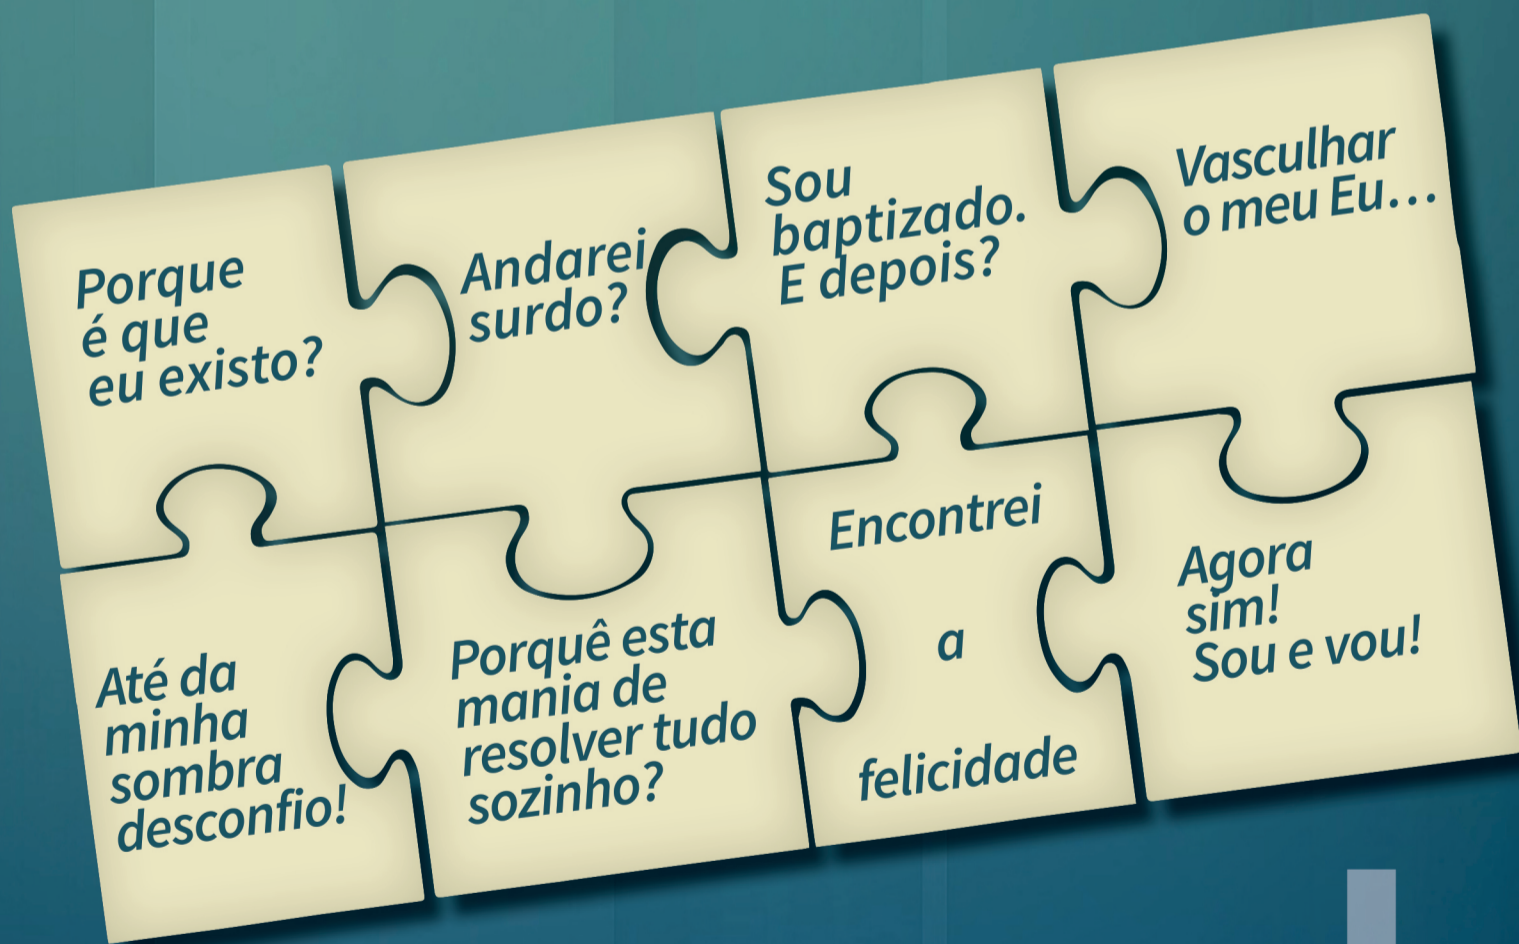 Porque
é que
eu existo?
Andarei
surdo?
Sou
baptizado.
E depois?
Vasculhar
o meu Eu...
Até da
minha
sombra
desconfio!
Porquê esta
mania de
resolver tudo
sozinho?
Encontrei
a
felicidade
Agora
sim!
Sou e vou!